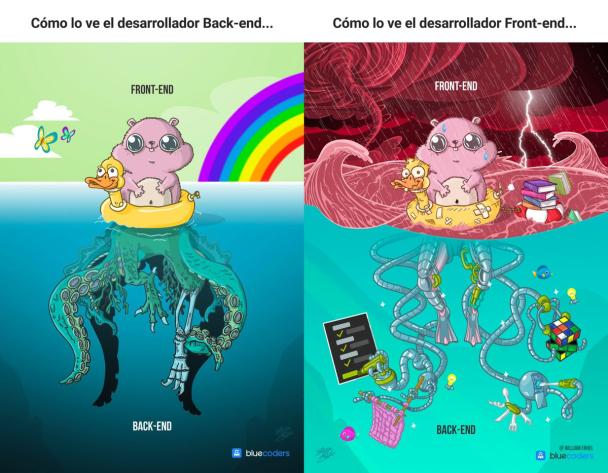 Cómo lo ve el desarrollador Back-end...
Cómo lo ve el desarrollador Front-end...
FRONT-END
FRONT-END
BACK-END
BACK-END
bluecoders
bluecoders